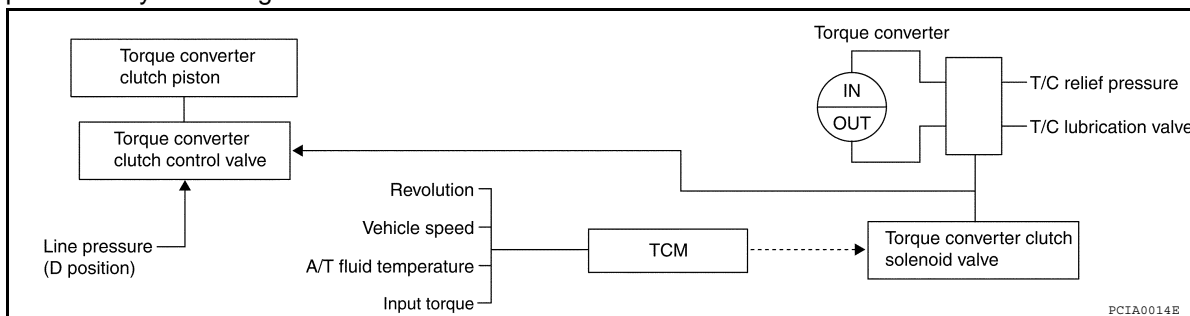 Torque converter
Torque converter
clutch piston
IN
OUT
T/C relief pressure
T/C lubrication valve
Torque converter
clutch control valve
Revolution
Vehicle speed
A/T fluid temperature
Input torque
Line pressure
(D position)
TCM
Torque converter clutch
solenoid valve
PCIA0014E